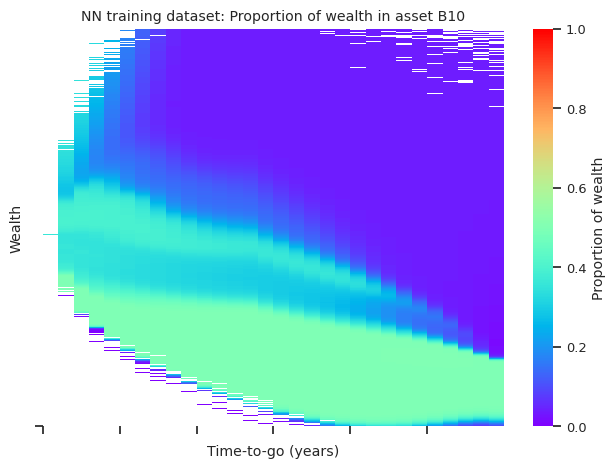 NN training dataset: Proportion of wealth in asset B10
Wealth
Time-to-go (years)
1.0
0.8
0.6
0.4
0.2
0.0
Proportion of wealth